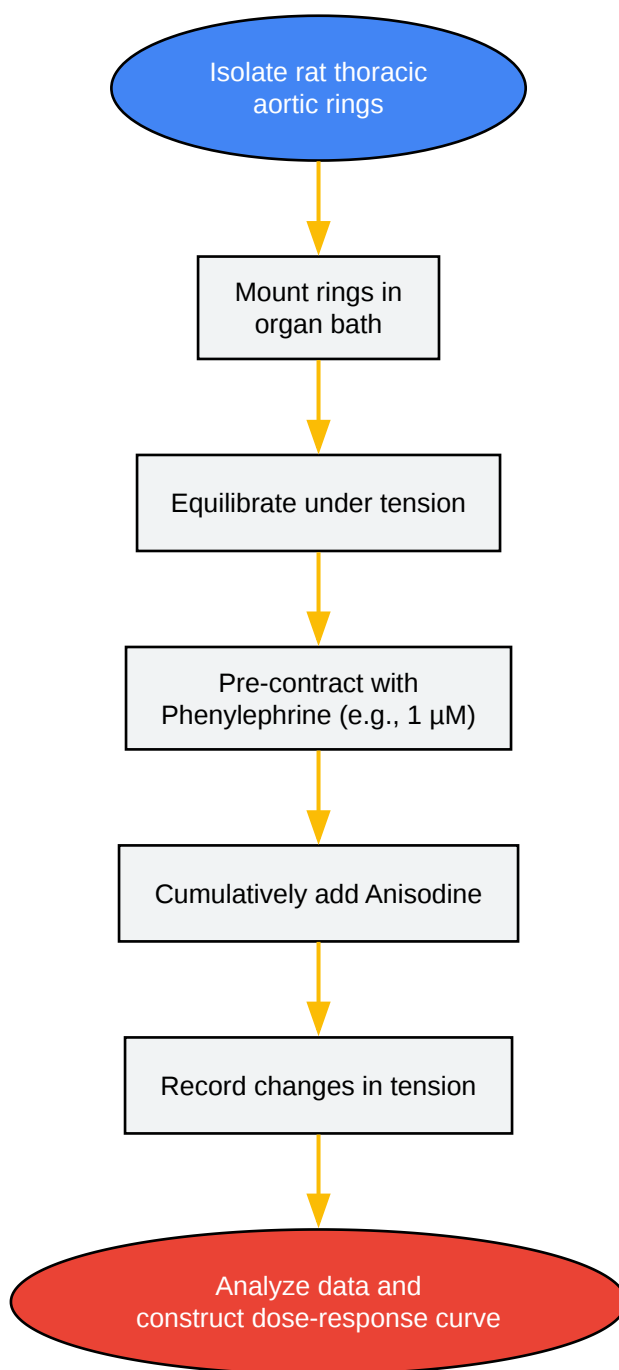 Isolate rat thoracic
aortic rings
Mount rings in
organ bath
Equilibrate under tension
Pre-contract with
Phenylephrine (e.g., 1 µM)
Cumulatively add Anisodine
Record changes in tension
Analyze data and
construct dose-response curve